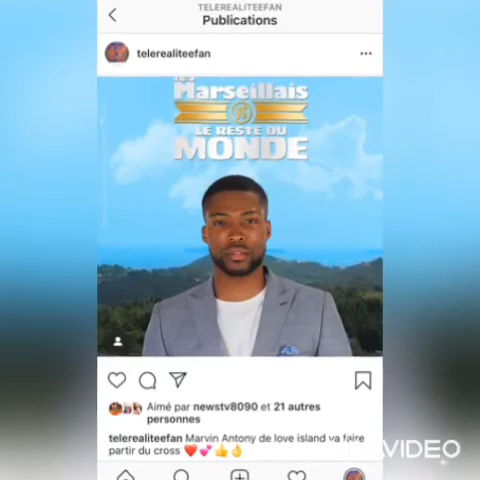 TELEREALITEEFAN
Publications
telerealiteefan
LES
Marseillais
VS
LE RESTE DU
MONDE
Aimé par newstv8090 et 21 autres
personnes
telerealiteefan Marvin Antony de love island va faire
partir du cross ❤️💕👍👌
VIDEO